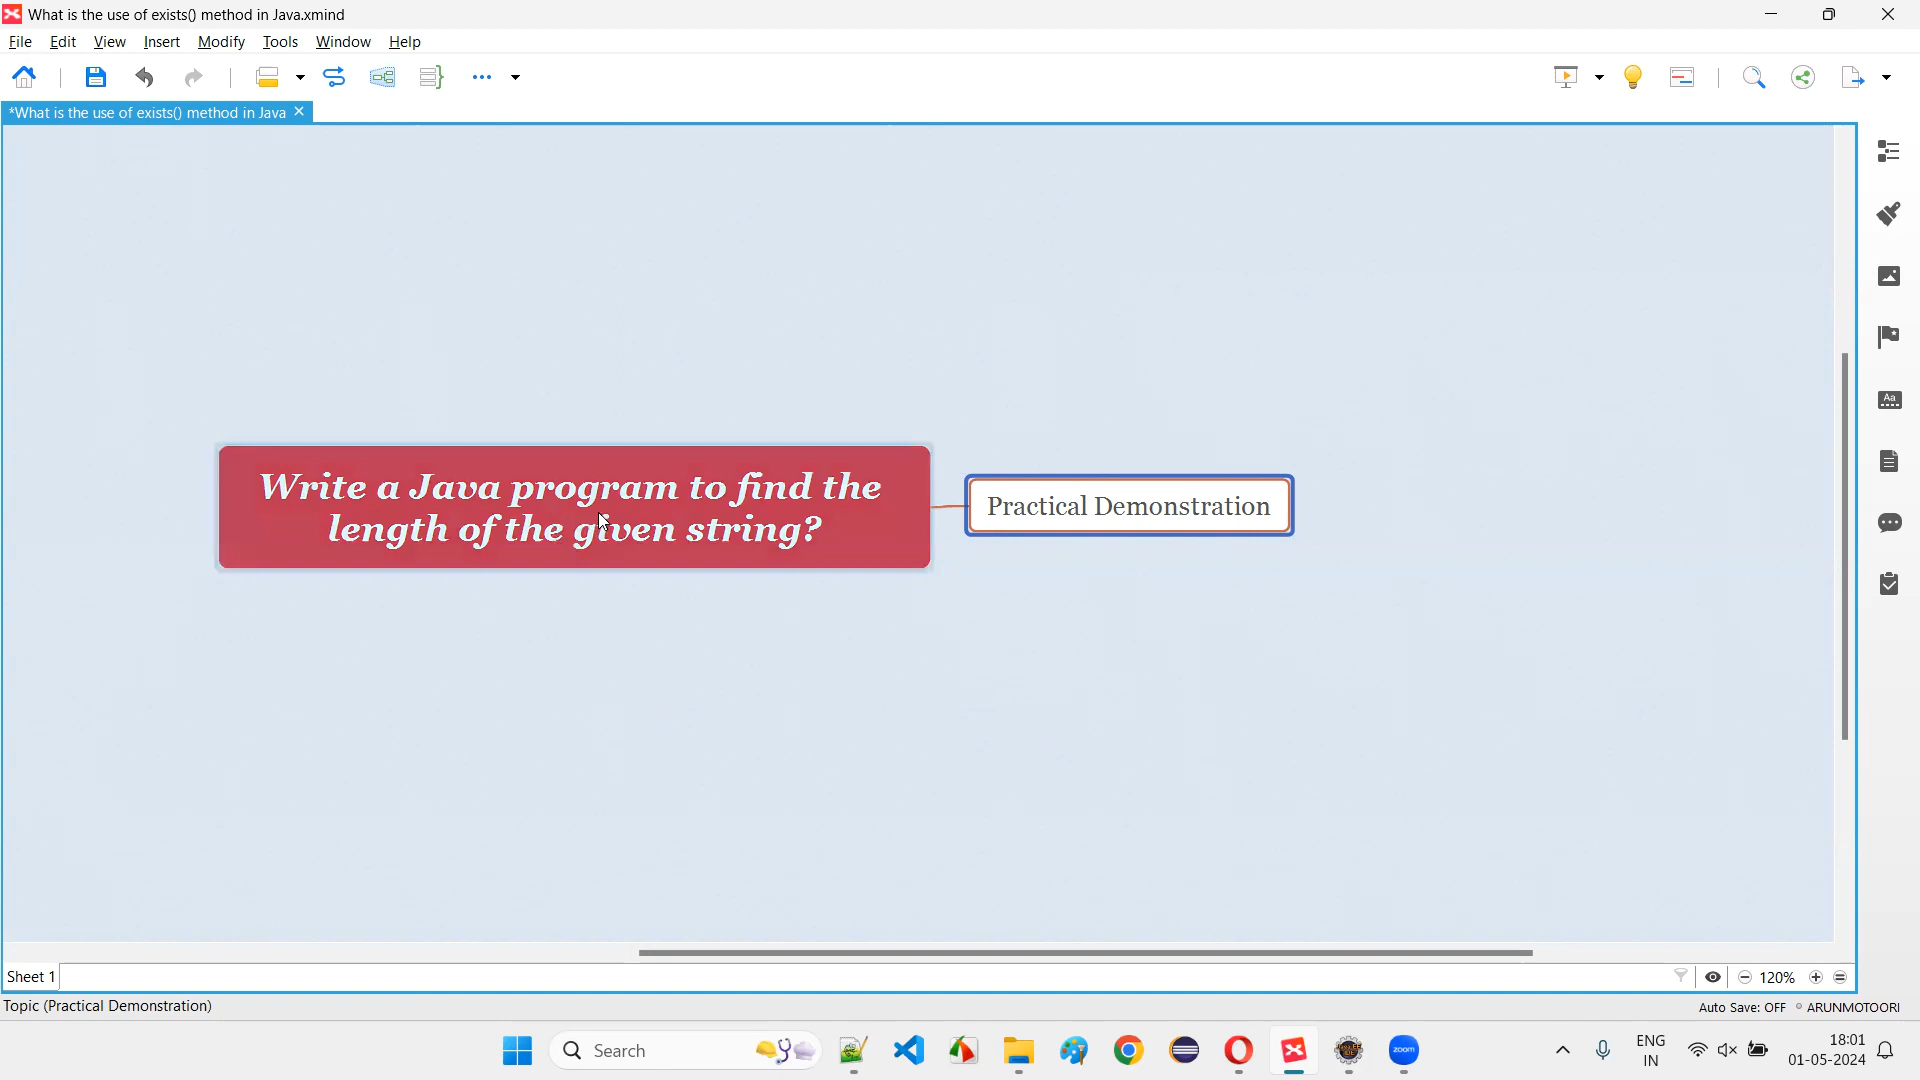 What is the use of exists() method in Java.xmind
File Edit View Insert Modify Tools Window Help
*What is the use of exists() method in Java
Write a Java program to find the
length of the given string?
Practical Demonstration
Aa
Sheet 1
120%
Topic (Practical Demonstration)
Auto Save: OFF ARUNMOTOORI
Search
zoom
ENG
IN
18:01
01-05-2024